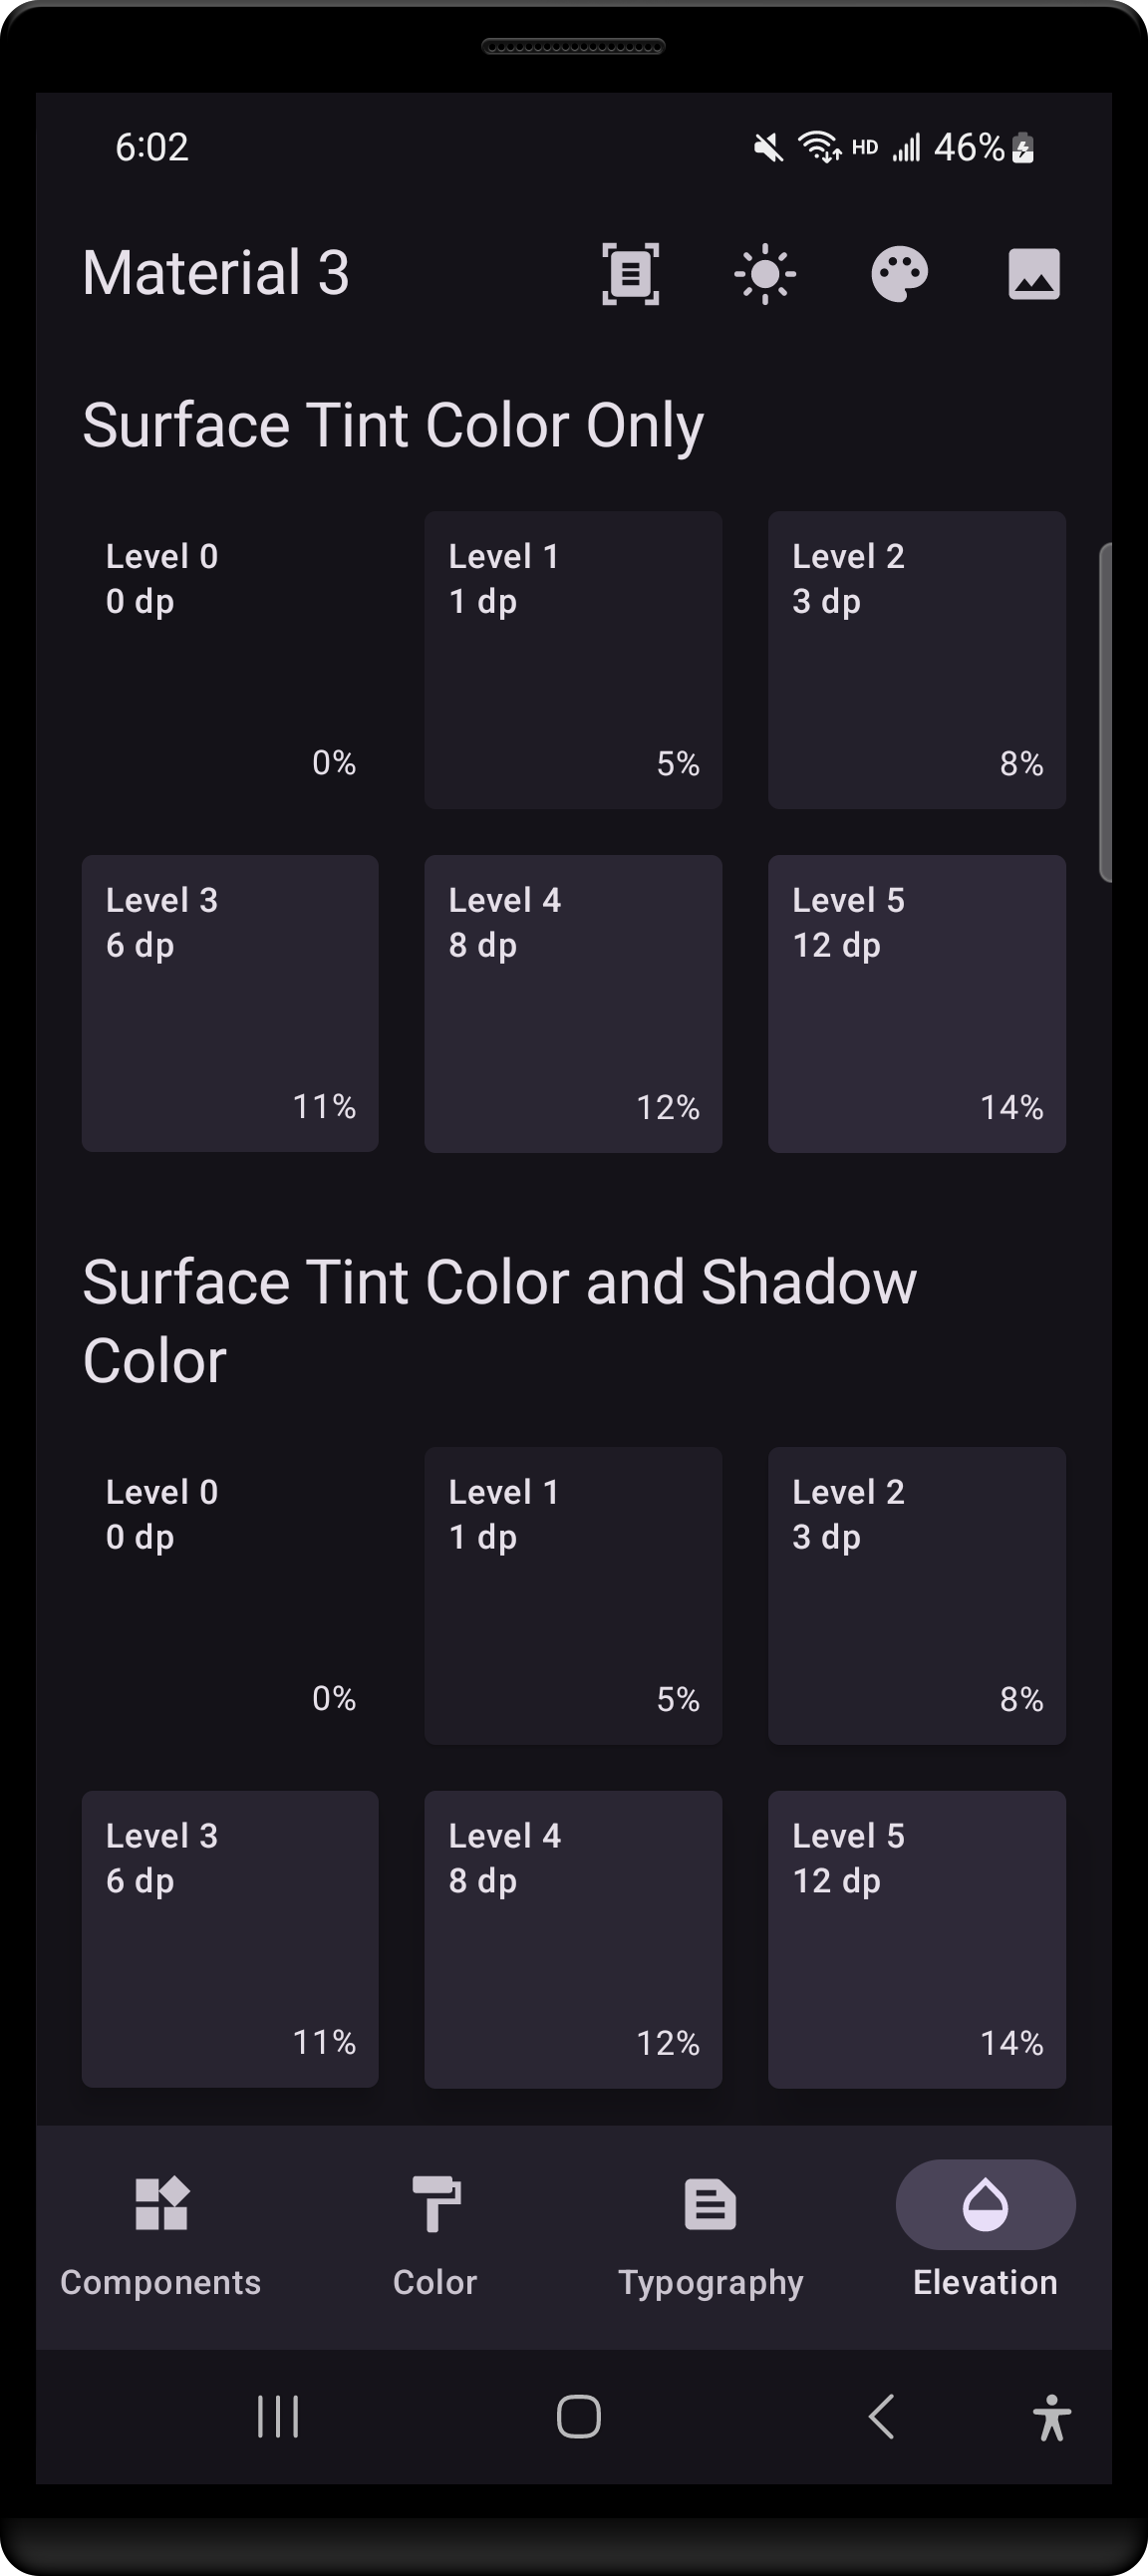 6:02
HD
46%
Material 3
Surface Tint Color Only
Level 0
0 dp
0%
Level 1
1 dp
5%
Level 2
3 dp
8%
Level 3
6 dp
11%
Level 4
8 dp
12%
Level 5
12 dp
14%
Surface Tint Color and Shadow
Color
Level 0
0 dp
0%
Level 1
1 dp
5%
Level 2
3 dp
8%
Level 3
6 dp
11%
Level 4
8 dp
12%
Level 5
12 dp
14%
Components
Color
Typography
Elevation